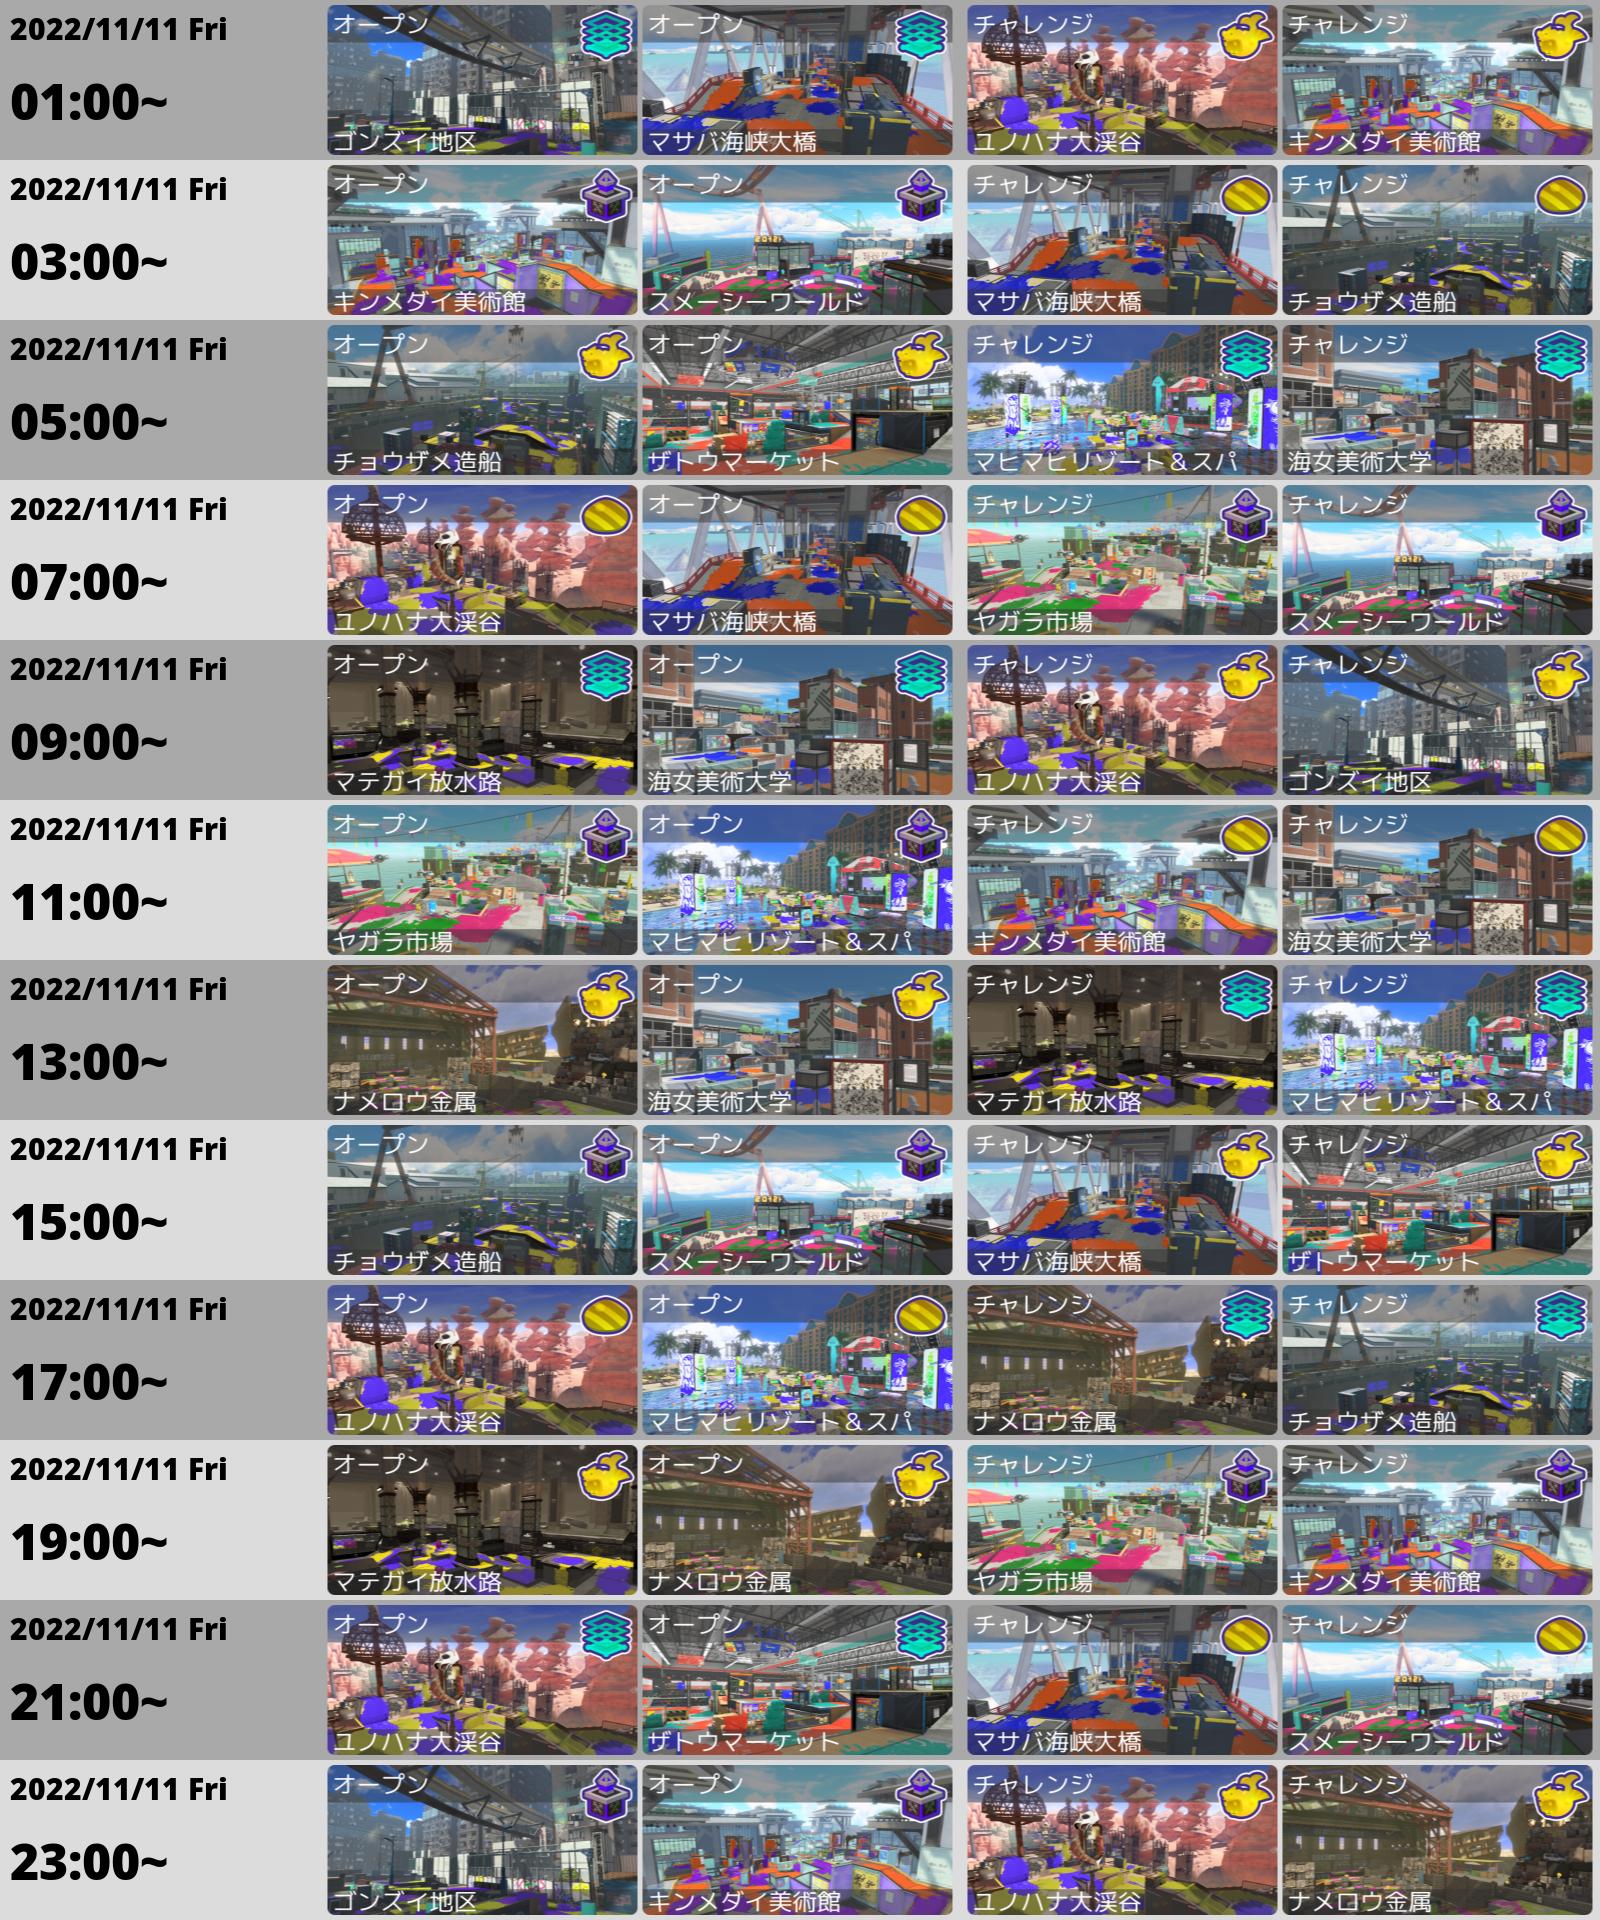 2022/11/11 Fri
01:00~
オープン
ゴンズイ地区
オープン
マサバ海峡大橋
チャレンジ
ユノハナ大渓谷
チャレンジ
キンメダイ美術館
2022/11/11 Fri
03:00~
オープン
キンメダイ美術館
オープン
スメーシーワールド
チャレンジ
マサバ海峡大橋
チャレンジ
チョウザメ造船
2022/11/11 Fri
05:00~
オープン
チョウザメ造船
オープン
ザトウマーケット
チャレンジ
マヒマヒリゾート＆スパ
チャレンジ
海女美術大学
2022/11/11 Fri
07:00~
オープン
ユノハナ大渓谷
オープン
マサバ海峡大橋
チャレンジ
ヤガラ市場
チャレンジ
スメーシーワールド
2022/11/11 Fri
09:00~
オープン
マテガイ放水路
オープン
海女美術大学
チャレンジ
ユノハナ大渓谷
チャレンジ
ゴンズイ地区
2022/11/11 Fri
11:00~
オープン
ヤガラ市場
オープン
マヒマヒリゾート＆スパ
チャレンジ
キンメダイ美術館
チャレンジ
海女美術大学
2022/11/11 Fri
13:00~
オープン
ナメロウ金属
オープン
海女美術大学
チャレンジ
マテガイ放水路
チャレンジ
マヒマヒリゾート＆スパ
2022/11/11 Fri
15:00~
オープン
チョウザメ造船
オープン
スメーシーワールド
チャレンジ
マサバ海峡大橋
チャレンジ
ザトウマーケット
2022/11/11 Fri
17:00~
オープン
ユノハナ大渓谷
オープン
マヒマヒリゾート＆スパ
チャレンジ
ナメロウ金属
チャレンジ
チョウザメ造船
2022/11/11 Fri
19:00~
オープン
マテガイ放水路
オープン
ナメロウ金属
チャレンジ
ヤガラ市場
チャレンジ
キンメダイ美術館
2022/11/11 Fri
21:00~
オープン
ユノハナ大渓谷
オープン
ザトウマーケット
チャレンジ
マサバ海峡大橋
チャレンジ
スメーシーワールド
2022/11/11 Fri
23:00~
オープン
ゴンズイ地区
オープン
キンメダイ美術館
チャレンジ
ユノハナ大渓谷
チャレンジ
ナメロウ金属